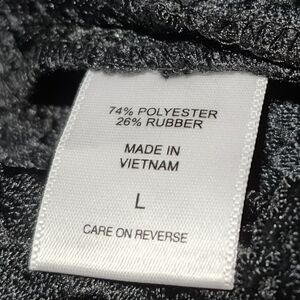 74% POLYESTER
26% RUBBER
MADE IN
VIETNAM
L
CARE ON REVERSE